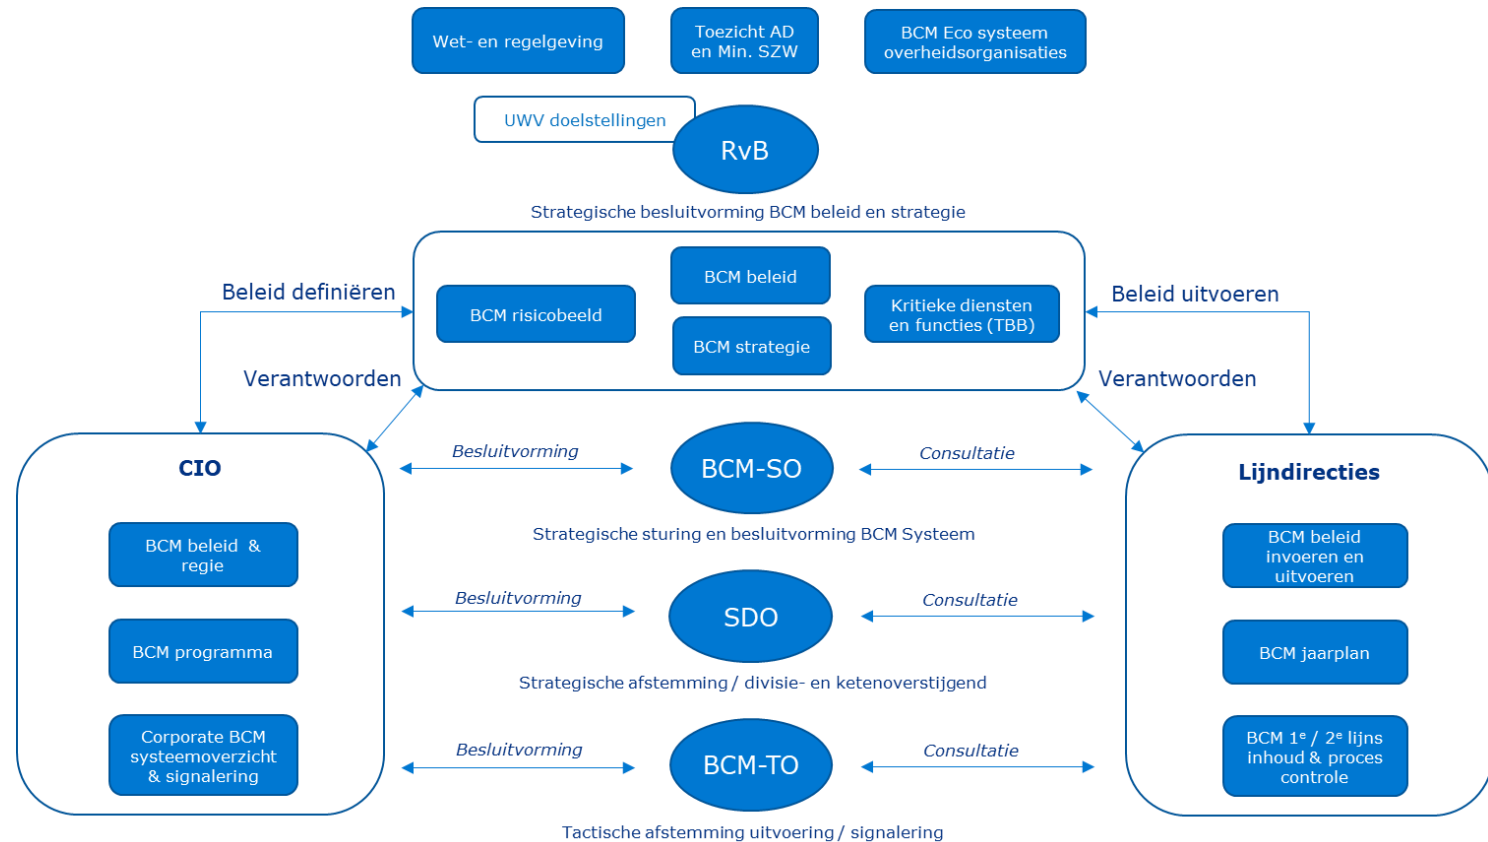 Wet- en regelgeving
Toezicht AD
en Min. SZW
BCM Eco systeem
overheidsorganisaties
UWV doelstellingen
RvB
Strategische besluitvorming BCM beleid en strategie
Beleid definiëren
Beleid uitvoeren
BCM risicobeeld
BCM beleid
BCM strategie
Kritieke diensten
en functies (TBB)
Verantwoorden
Verantwoorden
CIO
BCM beleid & 
regie
BCM programma
Corporate BCM
systeemoverzicht
& signalering
Besluitvorming
BCM-SO
Consultatie
Strategische sturing en besluitvorming BCM Systeem
Besluitvorming
SDO
Consultatie
Strategische afstemming / divisie- en ketenoverstijgend
Besluitvorming
BCM-TO
Consultatie
Tactische afstemming uitvoering / signalering
Lijndirecties
BCM beleid
invoeren en
uitvoeren
BCM jaarplan
BCM 1ᵉ / 2ᵉ lijns
inhoud & proces
controle